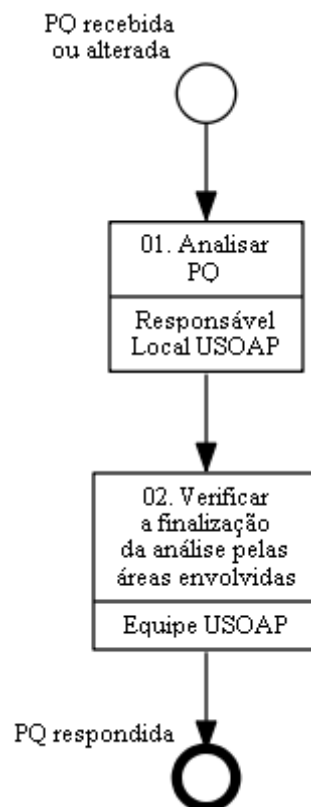 PQ recebida
ou alterada
01. Analisar
PQ
Responsável
Local USOAP
02. Verificar
a finalização
da análise pelas
áreas envolvidas
Equipe USOAP
PQ respondida